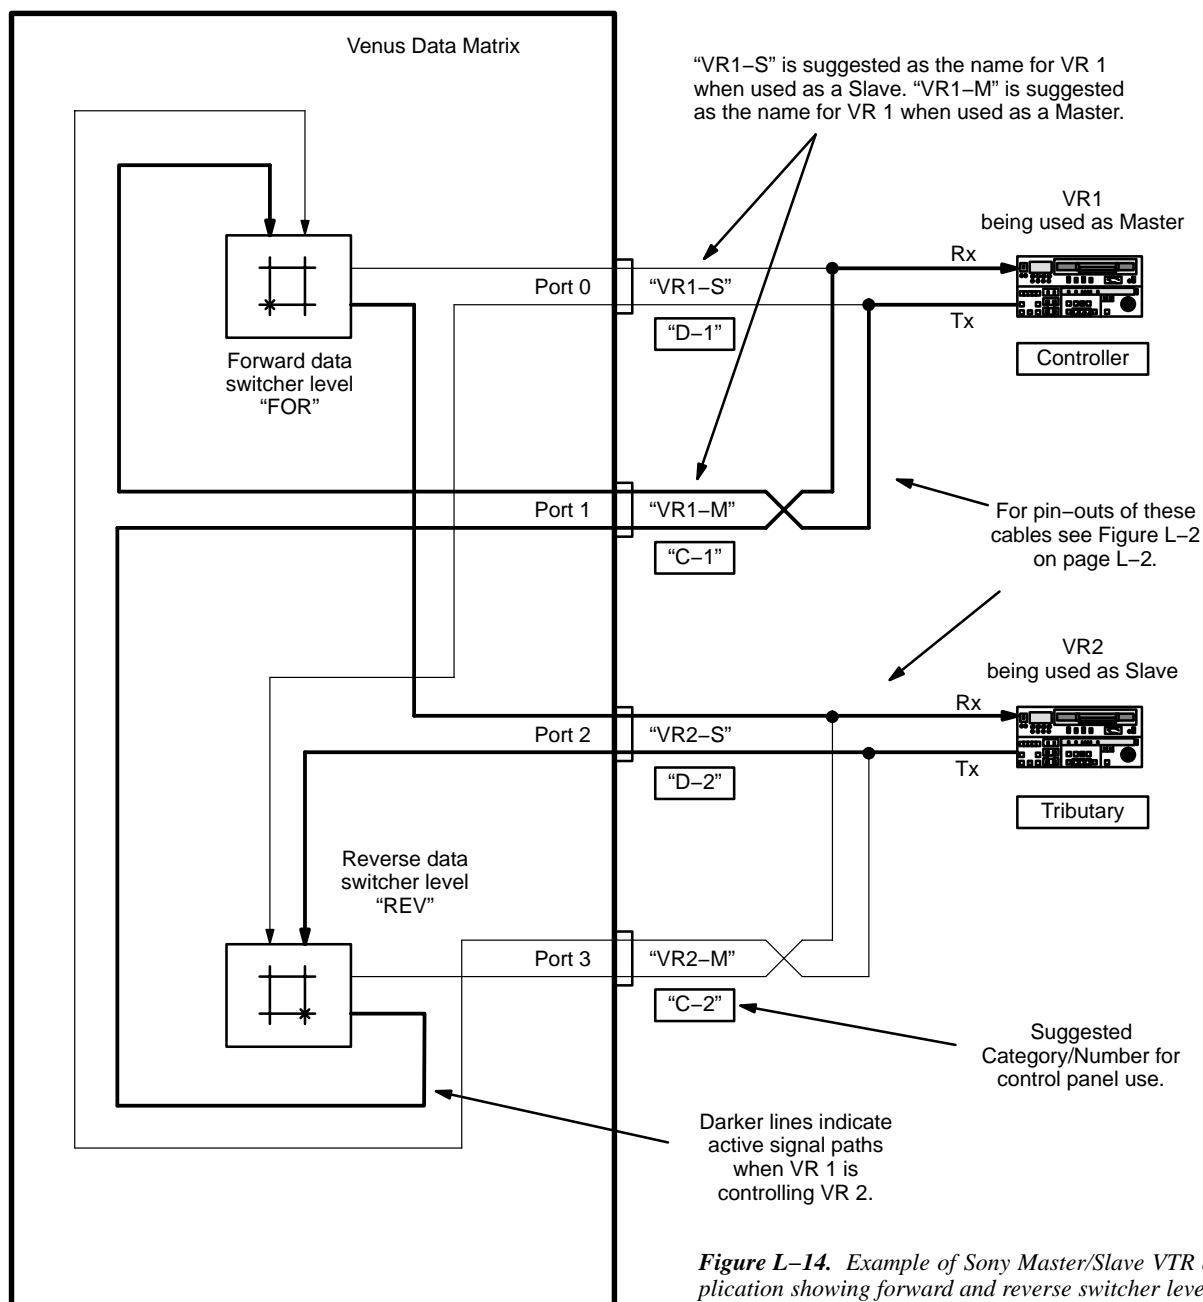 Venus Data Matrix
“VR1–S” is suggested as the name for VR 1
when used as a Slave. “VR1–M” is suggested
as the name for VR 1 when used as a Master.
VR1
being used as Master
Rx
Port 0
“VR1–S”
Tx
“D–1”
Controller
Forward data
switcher level
“FOR”
Port 1
“VR1–M”
“C–1”
For pin–outs of these
cables see Figure L–2
on page L–2.
VR2
being used as Slave
Rx
Port 2
“VR2–S”
Tx
“D–2”
Tributary
Reverse data
switcher level
“REV”
Port 3
“VR2–M”
“C–2”
Suggested
Category/Number for
control panel use.
Darker lines indicate
active signal paths
when VR 1 is
controlling VR 2.
Figure L–14. Example of Sony Master/Slave VTR
plication showing forward and reverse switcher leve